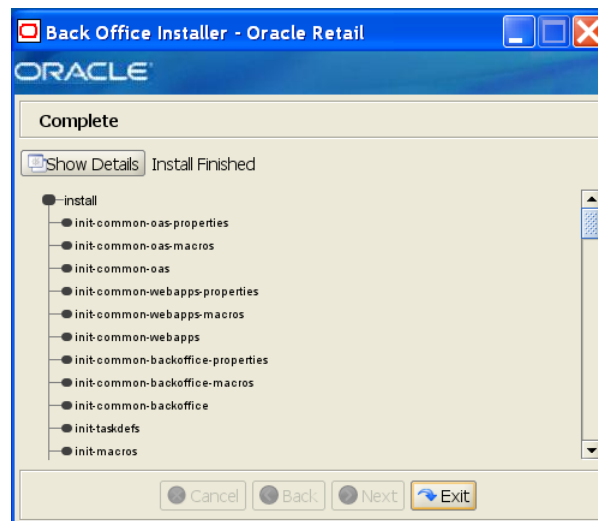 Back Office Installer - Oracle Retail
ORACLE
Complete
Show Details Install Finished
install
init-common-oas-properties
init-common-oas-macros
init-common-oas
init-common-webapps-properties
init-common-webapps-macros
init-common-webapps
init-common-backoffice-properties
init-common-backoffice-macros
init-common-backoffice
init-taskdefs
init-macros
Cancel Back Next Exit